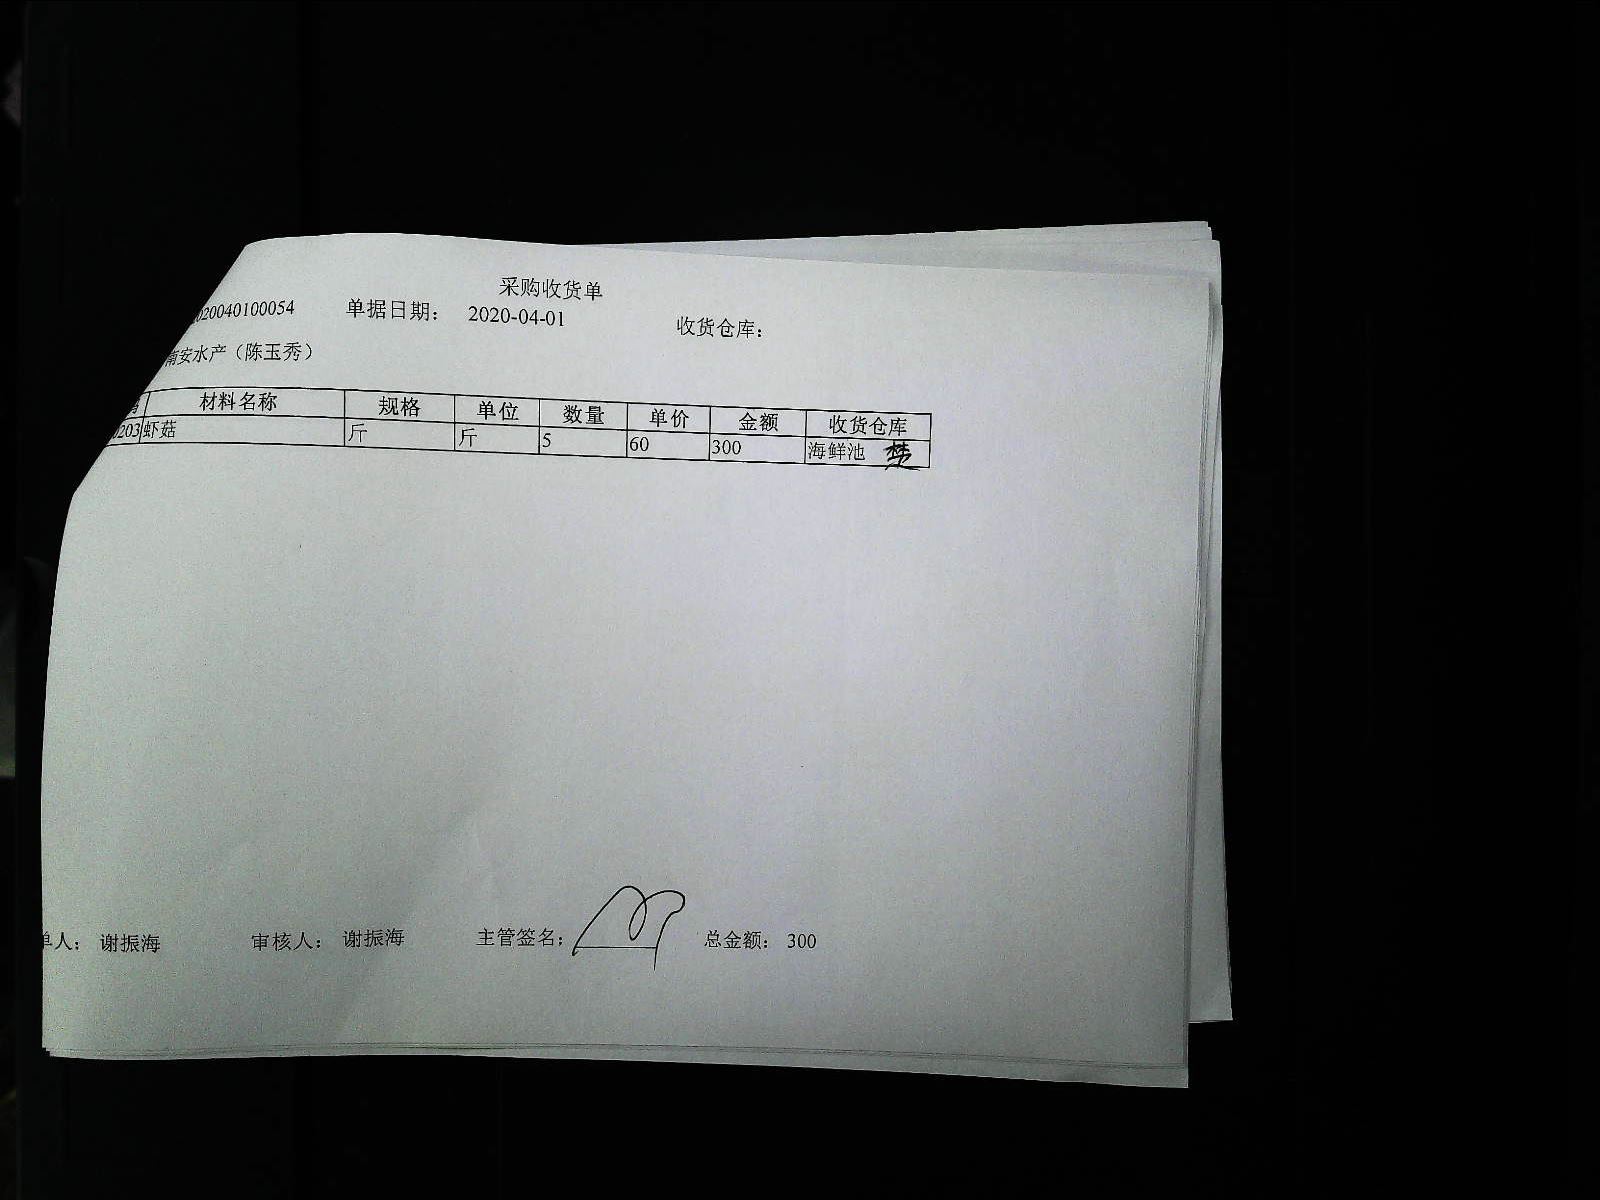 采购收货单
020040100054 单据日期： 2020-04-01 收货仓库：
南安水产（陈玉秀）
材料名称 规格 单位 数量 单价 金额 收货仓库
0203 虾菇 斤 斤 5 60 300 海鲜池
单人： 谢振海 审核人： 谢振海 主管签名： 总金额： 300